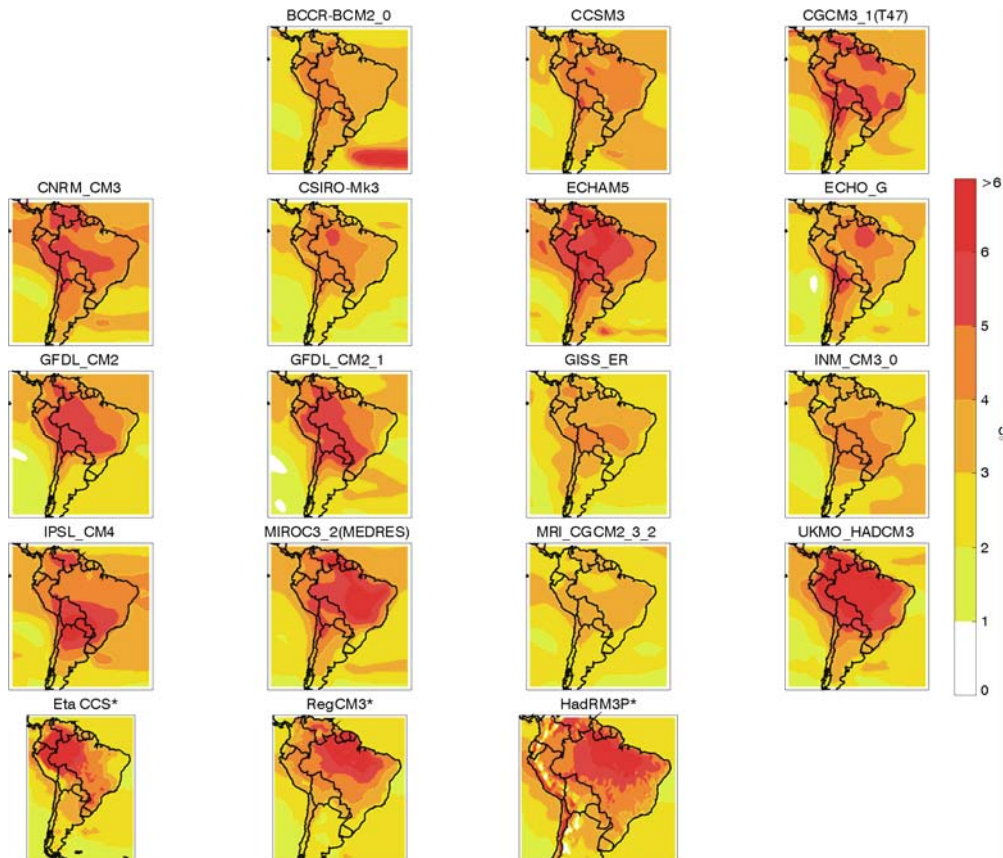 BCCR-BCM2_0 CCSM3 CGCM3_1(T47)
CNRM_CM3 CSIRO-Mk3 ECHAM5 ECHO_G
>6
5
GFDL_CM2 GFDL_CM2_1 GISS_ER INM_CM3_0
4
3
IPSL_CM4 MIROC3_2(MEDRES) MRI_CGCM2_3_2 UKMO_HADCM3
2
1
0
Eta CCS* RegCM3* HadRM3P*